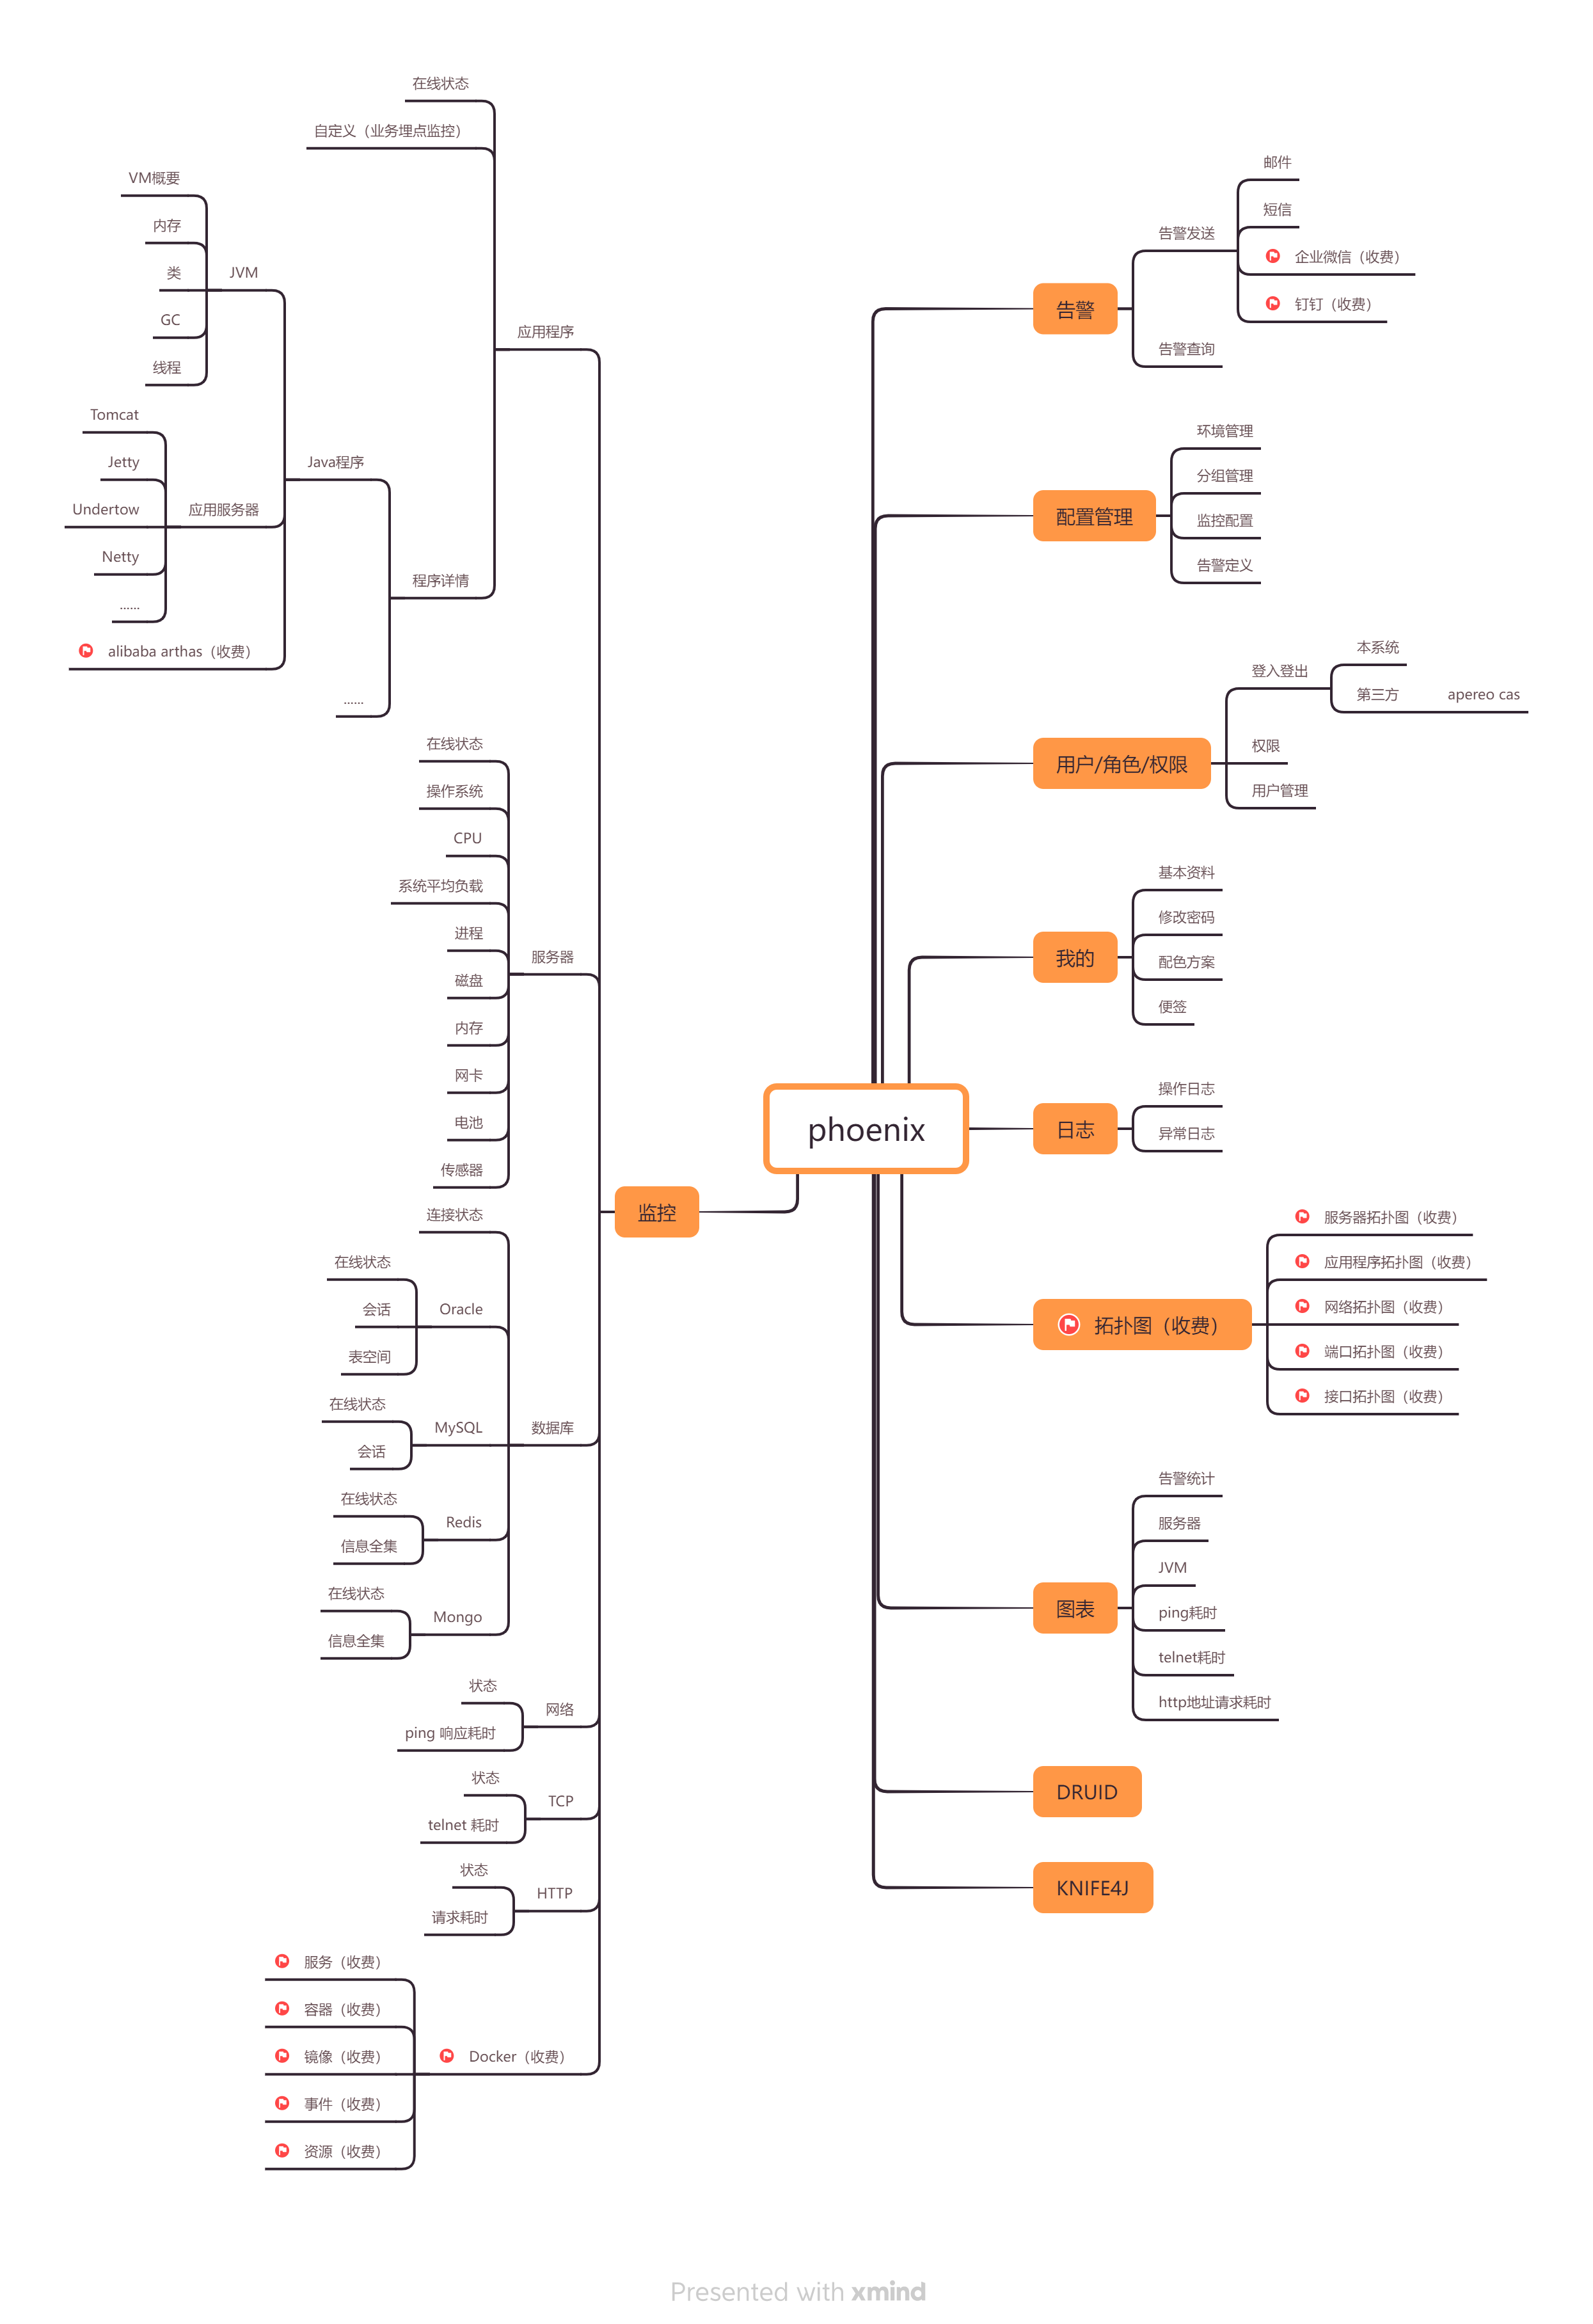 phoenix
告警
告警发送
邮件
短信
企业微信（收费）
钉钉（收费）
告警查询
配置管理
环境管理
分组管理
监控配置
告警定义
用户/角色/权限
登入登出
本系统
第三方
apereo cas
权限
用户管理
我的
基本资料
修改密码
配色方案
便签
日志
操作日志
异常日志
拓扑图（收费）
服务器拓扑图（收费）
应用程序拓扑图（收费）
网络拓扑图（收费）
端口拓扑图（收费）
接口拓扑图（收费）
图表
告警统计
服务器
JVM
ping耗时
telnet耗时
http地址请求耗时
DRUID
KNIFE4J
监控
应用程序
在线状态
自定义（业务埋点监控）
程序详情
Java程序
JVM
VM概要
内存
类
GC
线程
应用服务器
Tomcat
Jetty
Undertow
Netty
......
alibaba arthas（收费）
......
服务器
在线状态
操作系统
CPU
系统平均负载
进程
磁盘
内存
网卡
电池
传感器
数据库
连接状态
Oracle
在线状态
会话
表空间
MySQL
在线状态
会话
Redis
在线状态
信息全集
Mongo
在线状态
信息全集
网络
状态
ping 响应耗时
TCP
状态
telnet 耗时
HTTP
状态
请求耗时
Docker（收费）
服务（收费）
容器（收费）
镜像（收费）
事件（收费）
资源（收费）
Presented with xmind